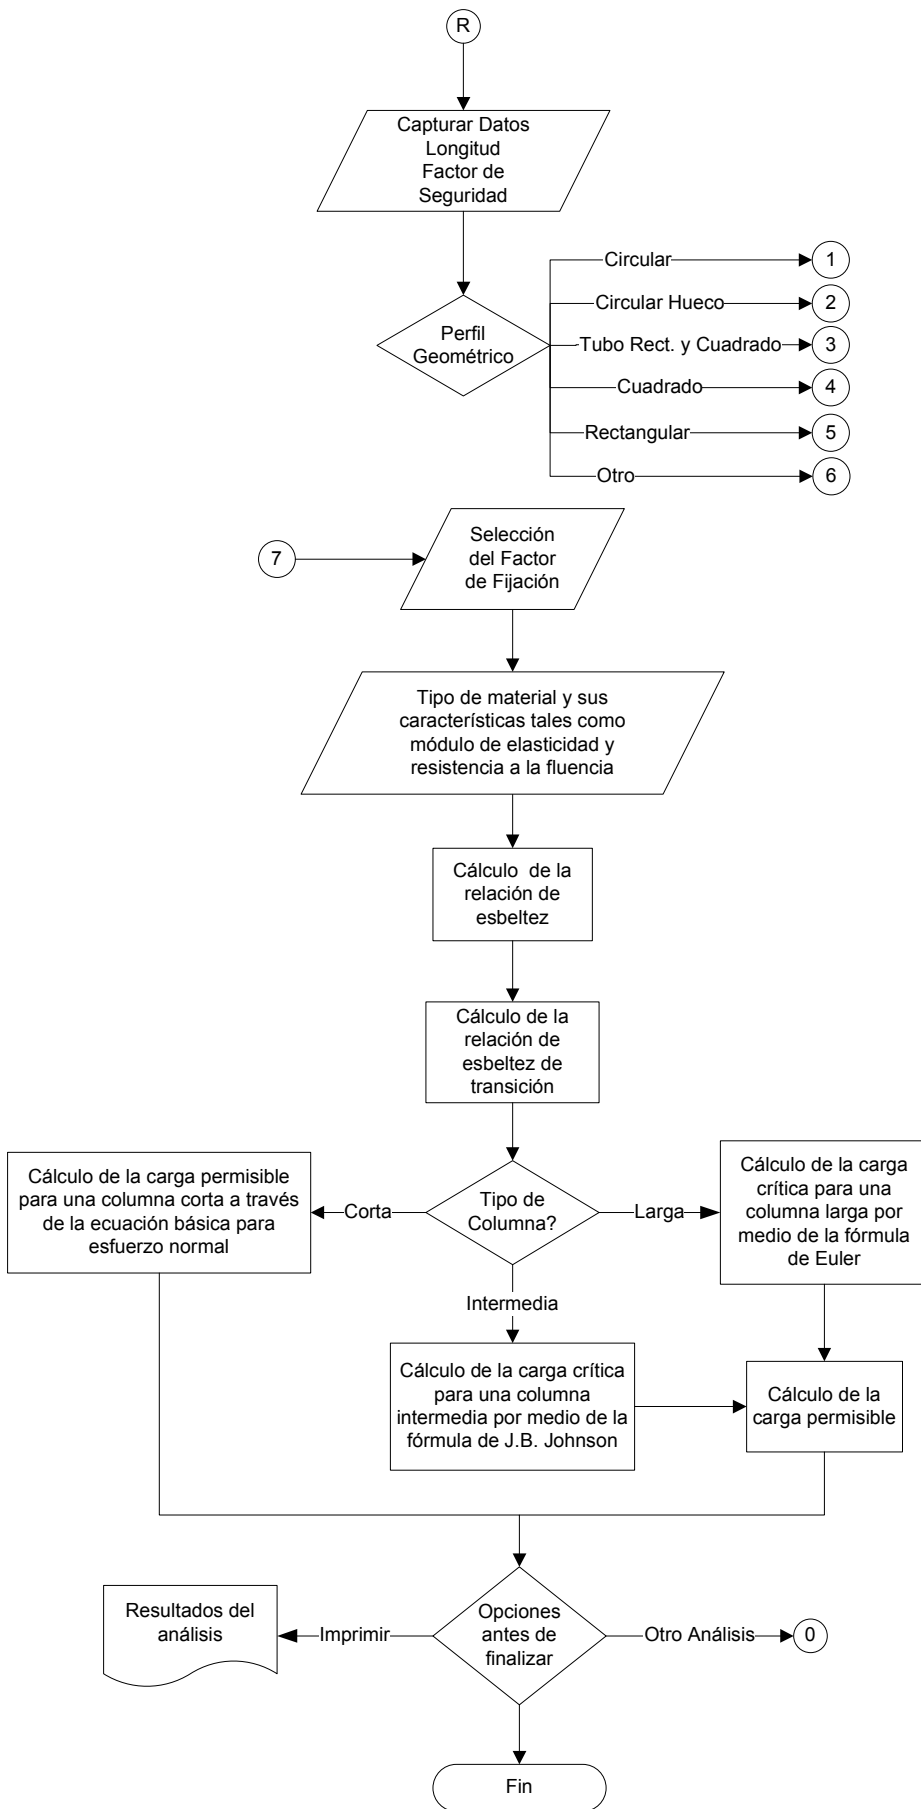 R
Capturar Datos
Longitud
Factor de
Seguridad
Perfil
Geométrico
Circular
1
Circular Hueco
2
Tubo Rect. y Cuadrado
3
Cuadrado
4
Rectangular
5
Otro
6
7
Selección
del Factor
de Fijación
Tipo de material y sus
características tales como
módulo de elasticidad y
resistencia a la fluencia
Cálculo de la
relación de
esbeltez
Cálculo de la
relación de
esbeltez de
transición
Cálculo de la carga permisible
para una columna corta a través
de la ecuación básica para
esfuerzo normal
Corta
Tipo de
Columna?
Larga
Cálculo de la carga
crítica para una
columna larga por
medio de la fórmula
de Euler
Intermedia
Cálculo de la carga crítica
para una columna
intermedia por medio de la
fórmula de J.B. Johnson
Cálculo de la
carga permisible
Resultados del
análisis
Imprimir
Opciones
antes de
finalizar
Otro Análisis
0
Fin